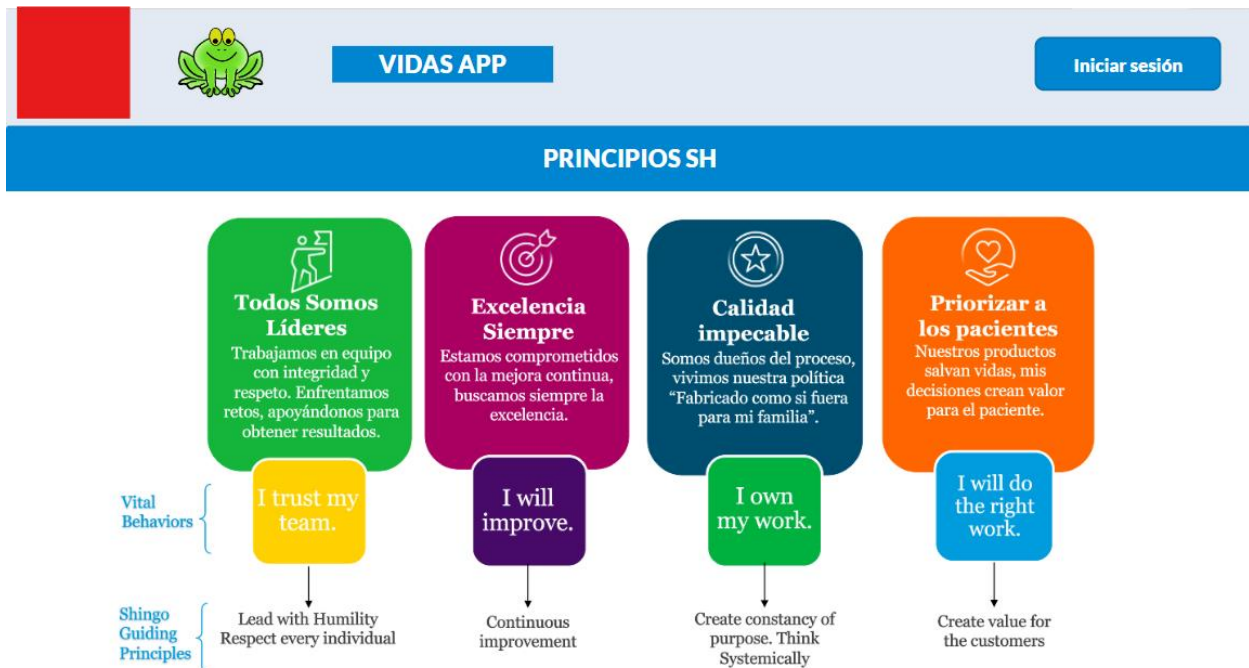 VIDAS APP
Iniciar sesión
PRINCIPIOS SH
Todos Somos
Líderes
Trabajamos en equipo
con integridad y
respeto. Enfrentamos
retos, apoyándonos para
obtener resultados.
Excelencia
Siempre
Estamos comprometidos
con la mejora continua,
buscamos siempre la
excelencia.
Calidad
impecable
Somos dueños del proceso,
vivimos nuestra política
“Fabricado como si fuera
para mi familia”.
Priorizar a
los pacientes
Nuestros productos
salvan vidas, mis
decisiones crean valor
para el paciente.
Vital
Behaviors
I trust my
team.
I will
improve.
I own
my work.
I will do
the right
work.
Shingo
Guiding
Principles
Lead with Humility
Respect every individual
Continuous
improvement
Create constancy of
purpose. Think
Systemically
Create value for
the customers